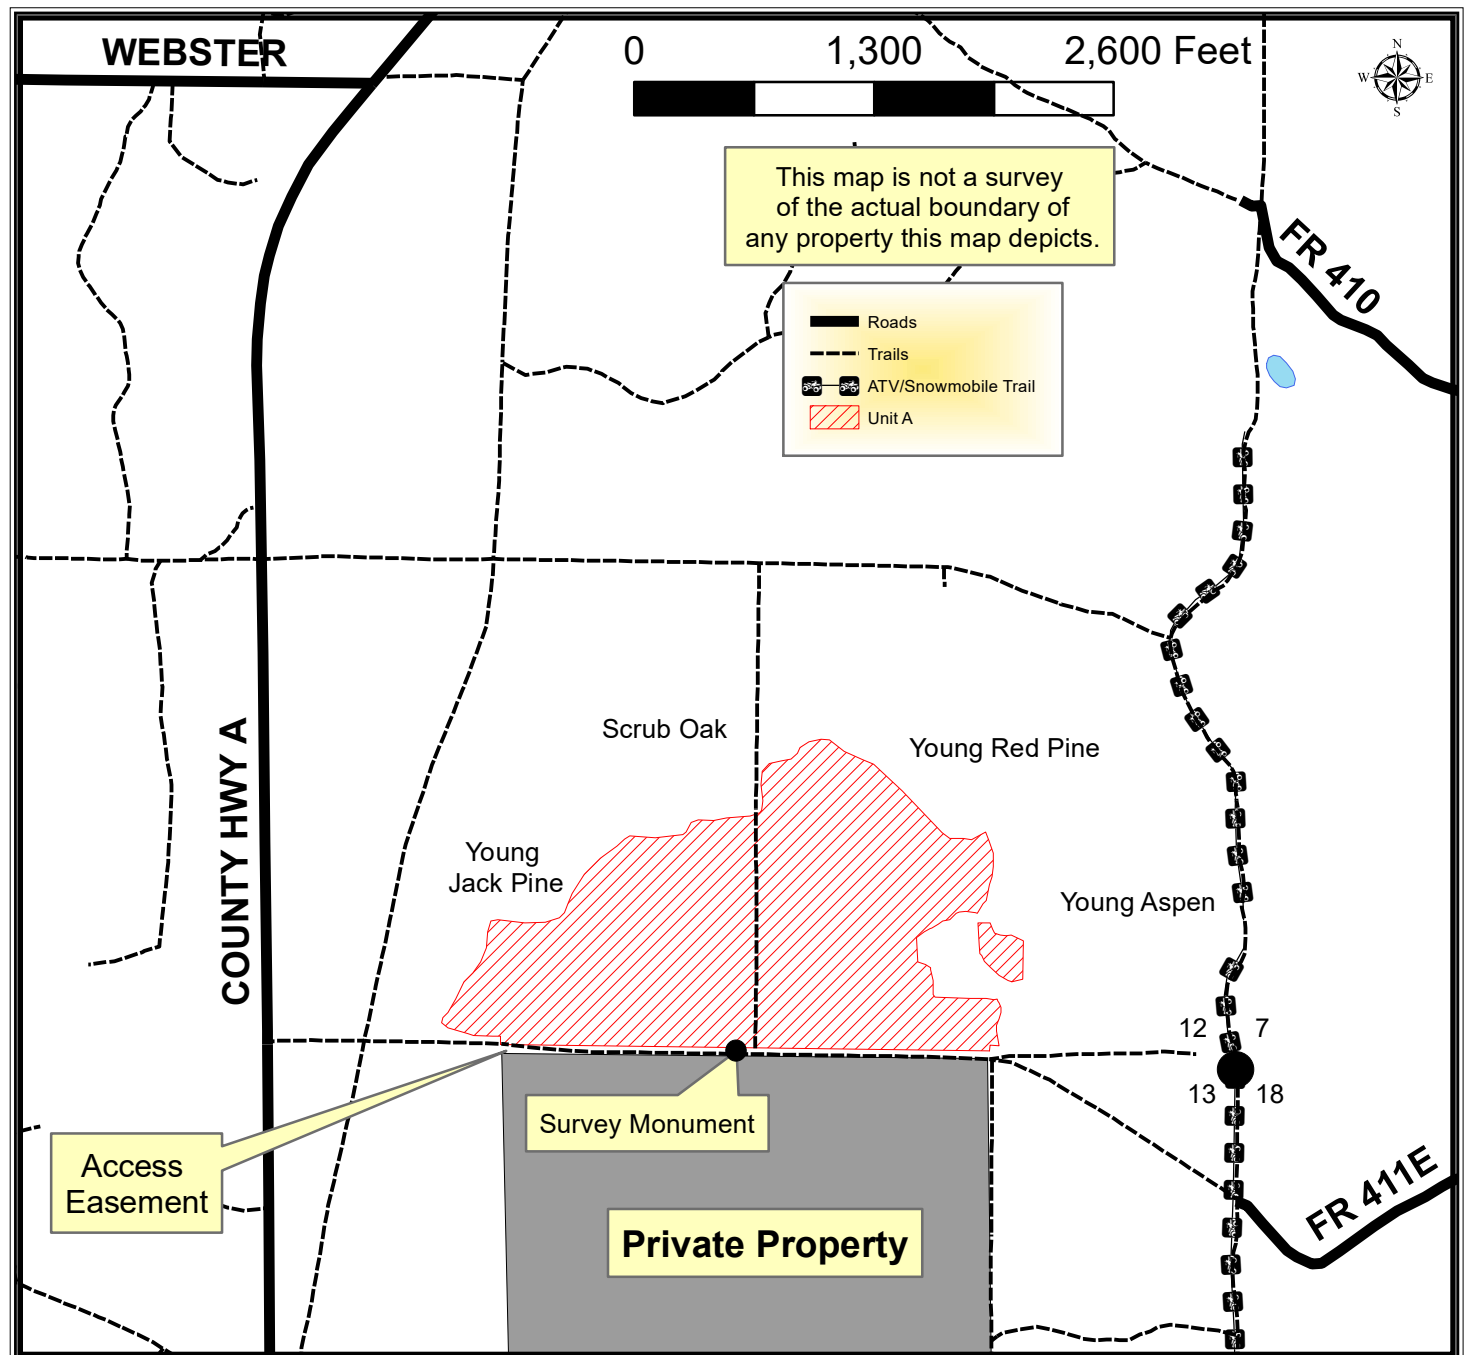 WEBSTER
0 1,300 2,600 Feet
N
W E
S
This map is not a survey
of the actual boundary of
any property this map depicts.
FR 410
Roads
Trails
ATV/Snowmobile Trail
Unit A
COUNTY HWY A
Scrub Oak
Young Red Pine
Young
Jack Pine
Young Aspen
12 7
13 18
Survey Monument
Access
Easement
FR 411E
Private Property